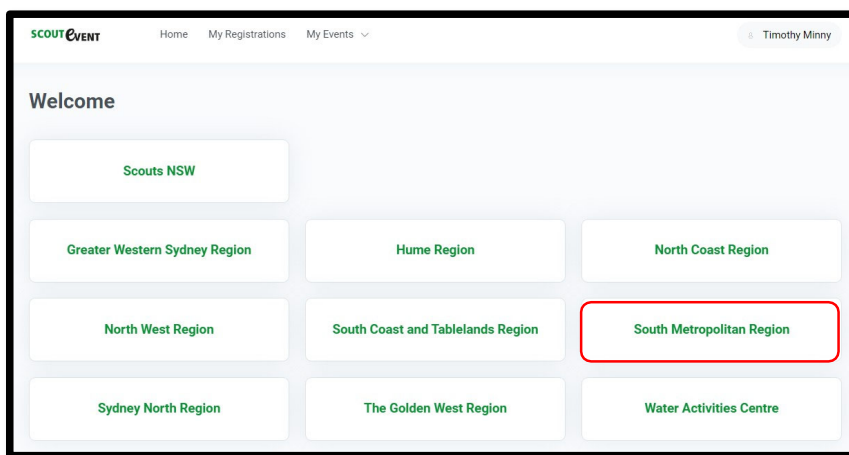 SCOUT EVENT Home My Registrations My Events Timothy Minny
Welcome
Scouts NSW
Greater Western Sydney Region Hume Region North Coast Region
North West Region South Coast and Tablelands Region South Metropolitan Region
Sydney North Region The Golden West Region Water Activities Centre